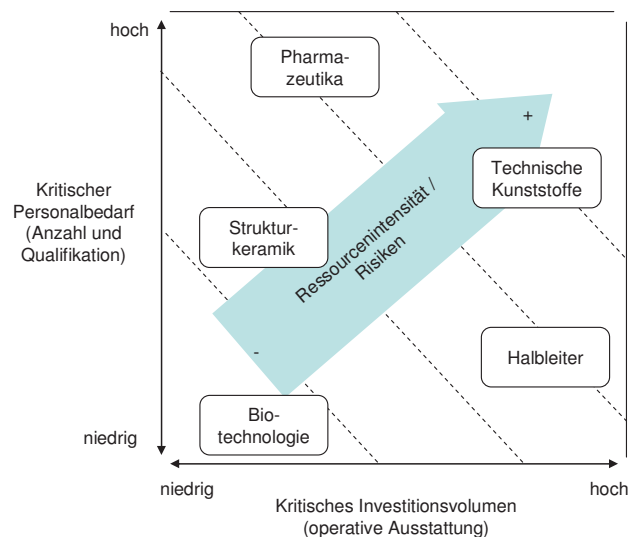 hoch
Pharma-
zeutika
+
Technische
Kunststoffe
Kritischer
Personalbedarf
(Anzahl und
Qualifikation)
Struktur-
keramik
Ressourcenintensität /
Risiken
-
Halbleiter
Bio-
technologie
niedrig
niedrig
hoch
Kritisches Investitionsvolumen
(operative Ausstattung)